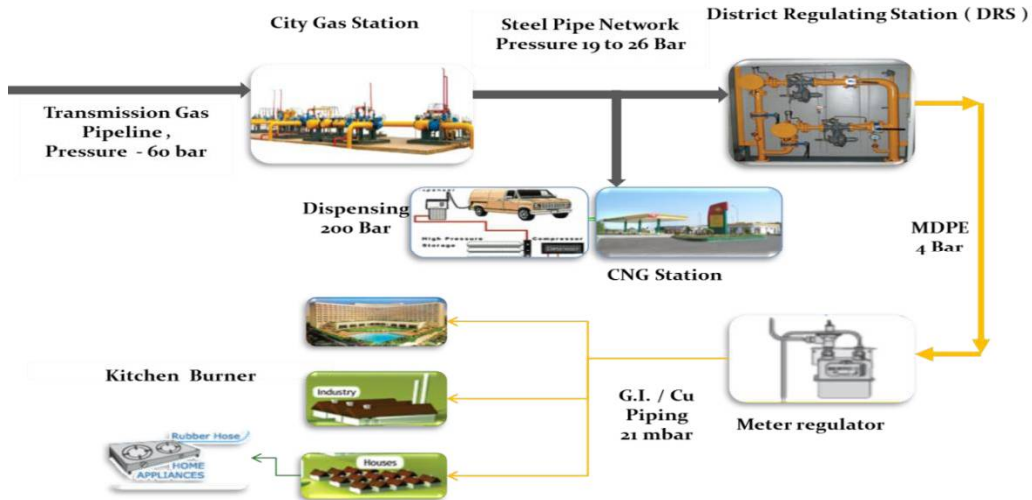 City Gas Station
Steel Pipe Network
Pressure 19 to 26 Bar
District Regulating Station ( DRS )
Transmission Gas
Pipeline ,
Pressure - 60 bar
Dispensing
200 Bar
High Pressure
Storage
Compressor
CNG Station
MDPE
4 Bar
Kitchen Burner
Rubber Hose
HOME
APPLIANCES
Industry
Houses
G.I. / Cu
Piping
21 mbar
Meter regulator